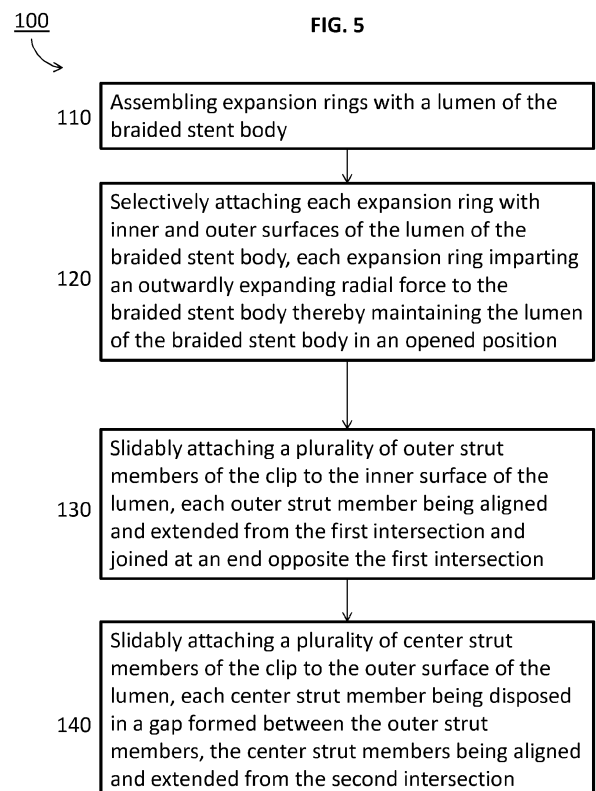 100
FIG. 5
110
Assembling expansion rings with a lumen of the
braided stent body
120
Selectively attaching each expansion ring with
inner and outer surfaces of the lumen of the
braided stent body, each expansion ring imparting
an outwardly expanding radial force to the
braided stent body thereby maintaining the lumen
of the braided stent body in an opened position
130
Slidably attaching a plurality of outer strut
members of the clip to the inner surface of the
lumen, each outer strut member being aligned
and extended from the first intersection and
joined at an end opposite the first intersection
140
Slidably attaching a plurality of center strut
members of the clip to the outer surface of the
lumen, each center strut member being disposed
in a gap formed between the outer strut
members, the center strut members being aligned
and extended from the second intersection